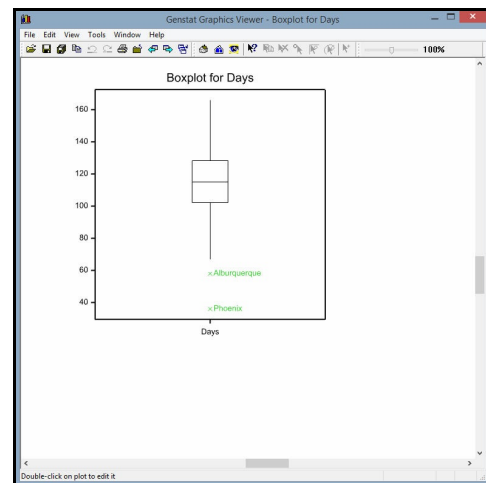 Genstat Graphics Viewer - Boxplot for Days
File Edit View Tools Window Help
100%
Boxplot for Days
160
140
120
100
80
60
40
Alburquerque
Phoenix
Days
Double-click on plot to edit it